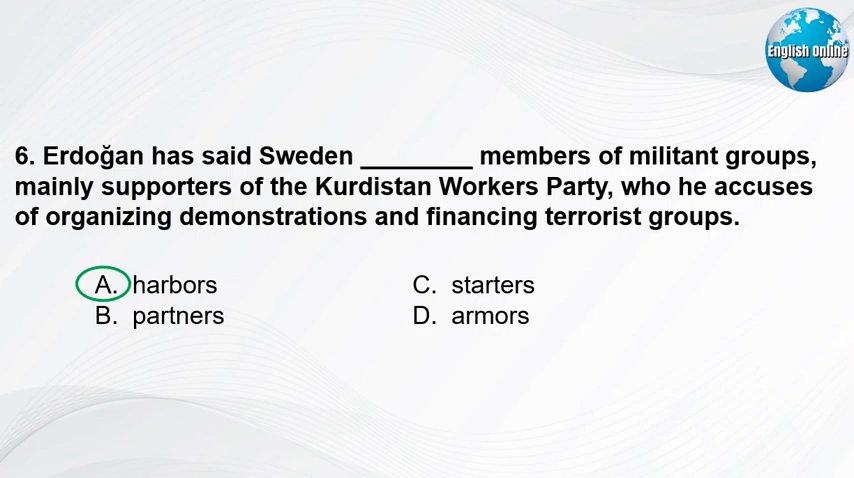 English Online
6. Erdoğan has said Sweden ________ members of militant groups,
mainly supporters of the Kurdistan Workers Party, who he accuses
of organizing demonstrations and financing terrorist groups.
A. harbors
B. partners
C. starters
D. armors